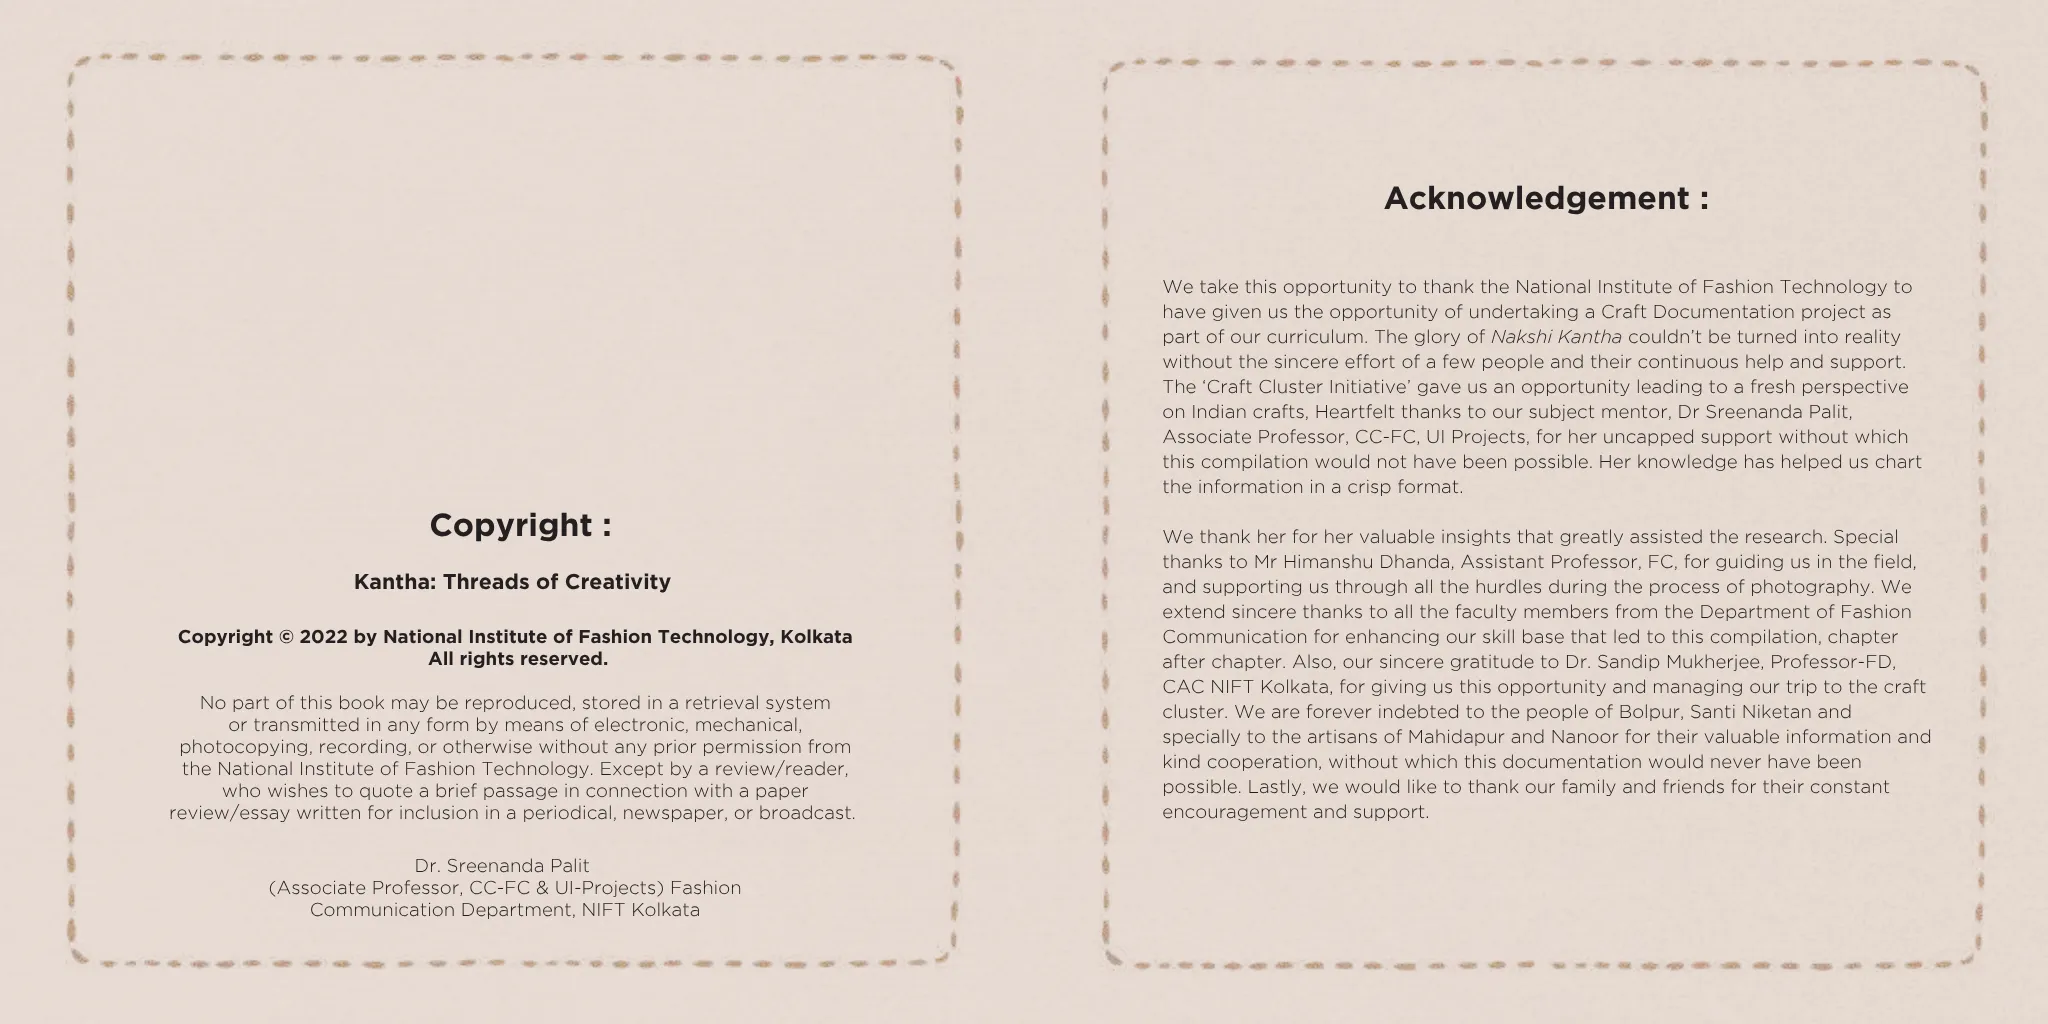 Copyright :
Kantha: Threads of Creativity
Copyright © 2022 by National Institute of Fashion Technology, Kolkata
All rights reserved.
No part of this book may be reproduced, stored in a retrieval system
or transmitted in any form by means of electronic, mechanical,
photocopying, recording, or otherwise without any prior permission from
the National Institute of Fashion Technology. Except by a review/reader,
who wishes to quote a brief passage in connection with a paper
review/essay written for inclusion in a periodical, newspaper, or broadcast.
Dr. Sreenanda Palit
(Associate Professor, CC-FC & UI-Projects) Fashion
Communication Department, NIFT Kolkata
Acknowledgement :
We take this opportunity to thank the National Institute of Fashion Technology to
have given us the opportunity of undertaking a Craft Documentation project as
part of our curriculum. The glory of Nakshi Kantha couldn't be turned into reality
without the sincere effort of a few people and their continuous help and support.
The ‘Craft Cluster Initiative’ gave us an opportunity leading to a fresh perspective
on Indian crafts, Heartfelt thanks to our subject mentor, Dr Sreenanda Palit,
Associate Professor, CC-FC, UI Projects, for her uncapped support without which
this compilation would not have been possible. Her knowledge has helped us chart
the information in a crisp format.
We thank her for her valuable insights that greatly assisted the research. Special
thanks to Mr Himanshu Dhanda, Assistant Professor, FC, for guiding us in the field,
and supporting us through all the hurdles during the process of photography. We
extend sincere thanks to all the faculty members from the Department of Fashion
Communication for enhancing our skill base that led to this compilation, chapter
after chapter. Also, our sincere gratitude to Dr. Sandip Mukherjee, Professor-FD,
CAC NIFT Kolkata, for giving us this opportunity and managing our trip to the craft
cluster. We are forever indebted to the people of Bolpur, Santi Niketan and
specially to the artisans of Mahidapur and Nanoor for their valuable information and
kind cooperation, without which this documentation would never have been
possible. Lastly, we would like to thank our family and friends for their constant
encouragement and support.